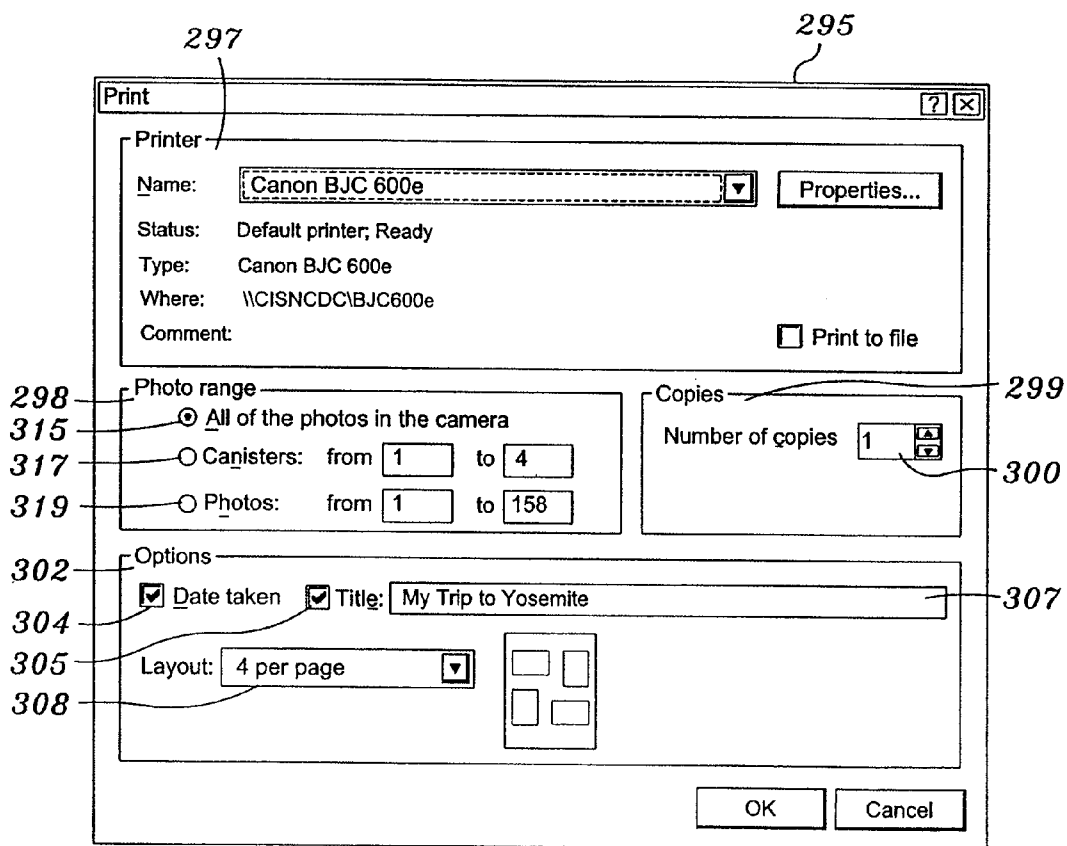 297
295
Print ? X
Printer
Name: Canon BJC 600e Properties...
Status: Default printer; Ready
Type: Canon BJC 600e
Where: \\CISNCDC\BJC600e
Comment: Print to file
298 Photo range Copies 299
315 All of the photos in the camera
Number of copies 1 300
317 Canisters: from 1 to 4
319 Photos: from 1 to 158
302 Options
304 Date taken Title: My Trip to Yosemite 307
305 Layout: 4 per page
308
OK Cancel